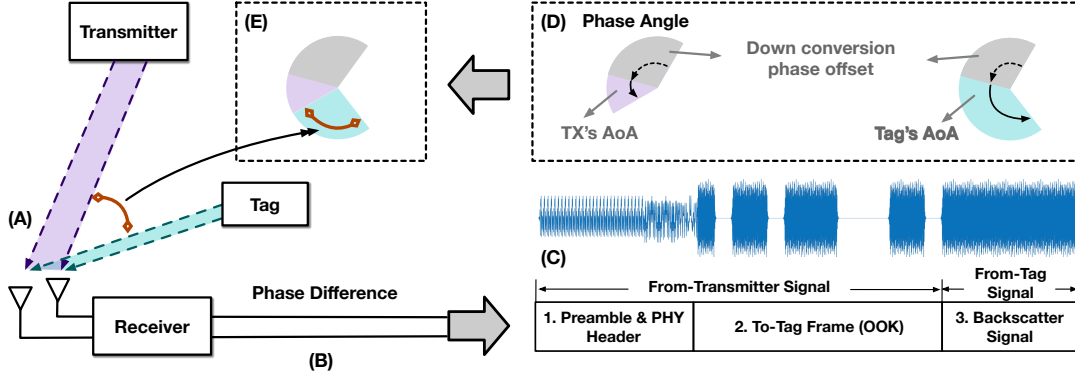 Transmitter
(E)
(D)
Phase Angle
Down conversion
phase offset
TX's AoA
Tag's AoA
(A)
Tag
(C)
Phase Difference
Receiver
(B)
From-Transmitter Signal
From-Tag
Signal
1. Preamble & PHY
Header
2. To-Tag Frame (OOK)
3. Backscatter
Signal